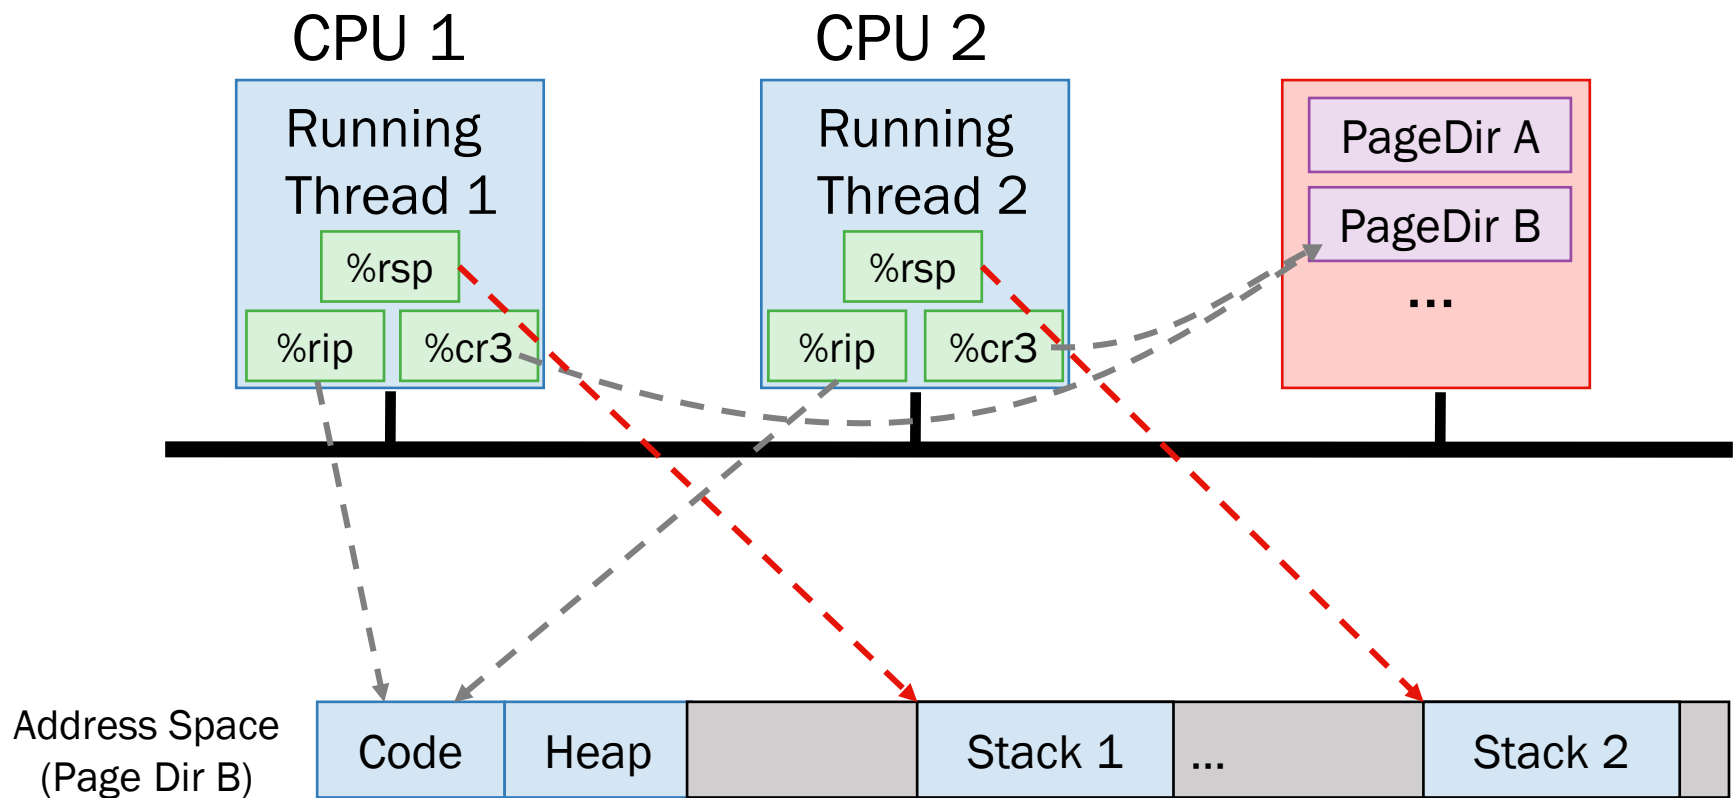 CPU 1
CPU 2
Running
Thread 1
%rsp
%rip
%cr3
Running
Thread 2
%rsp
%rip
%cr3
PageDir A
PageDir B
...
Address Space
(Page Dir B)
Code
Heap
Stack 1
...
Stack 2